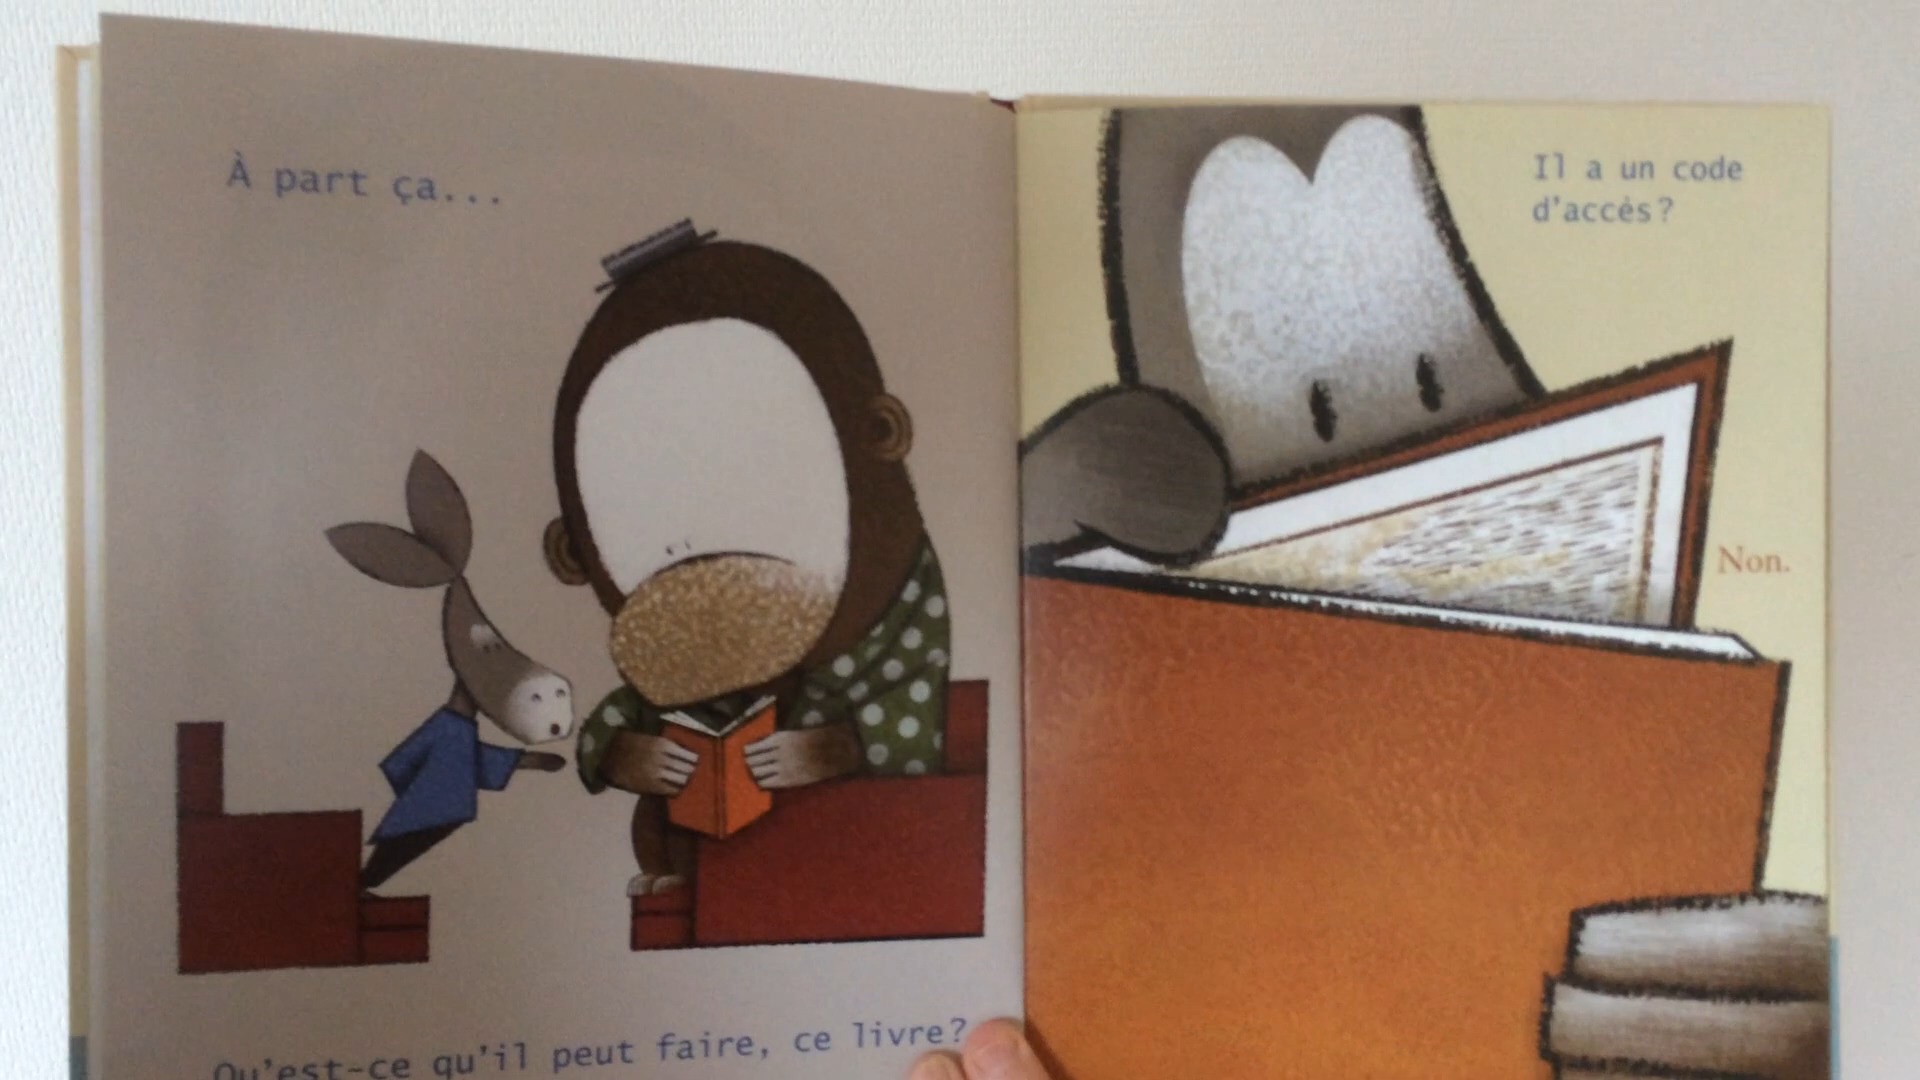 À part ça...
Qu'est-ce qu'il peut faire, ce livre?
Il a un code
d'accès?
Non.